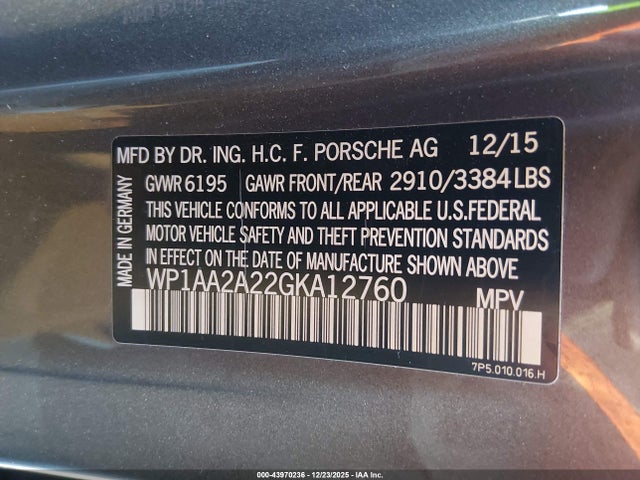 MFD BY DR. ING. H.C. F. PORSCHE AG 12/15
GVWR 6195 GAWR FRONT/REAR 2910/3384 LBS
THIS VEHICLE CONFORMS TO ALL APPLICABLE U.S.FEDERAL
MOTOR VEHICLE SAFETY AND THEFT PREVENTION STANDARDS
IN EFFECT ON THE DATE OF MANUFACTURE SHOWN ABOVE
MADE IN GERMANY
WP1AA2A22GKA12760 MPV
7P5.010.016.H
000-43970236 - 12/23/2025 - IAA Inc.